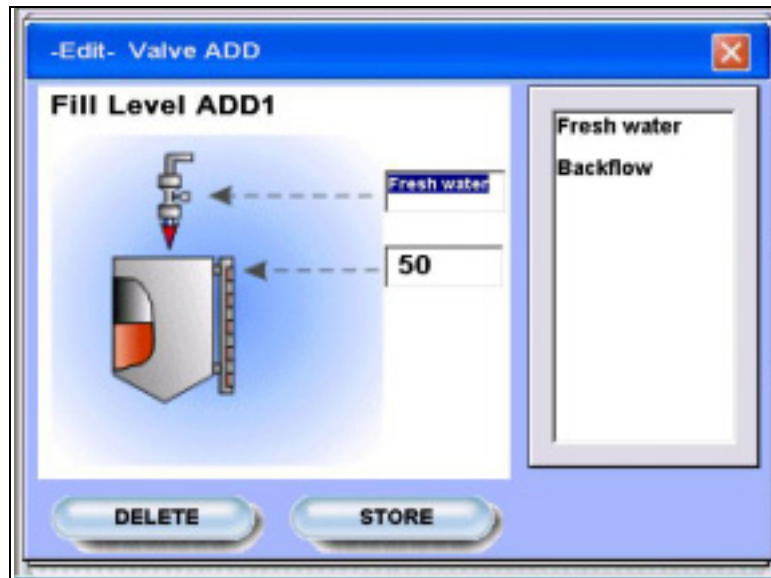 -Edit- Valve ADD
Fill Level ADD1
Fresh water
50
Fresh water
Backflow
DELETE
STORE